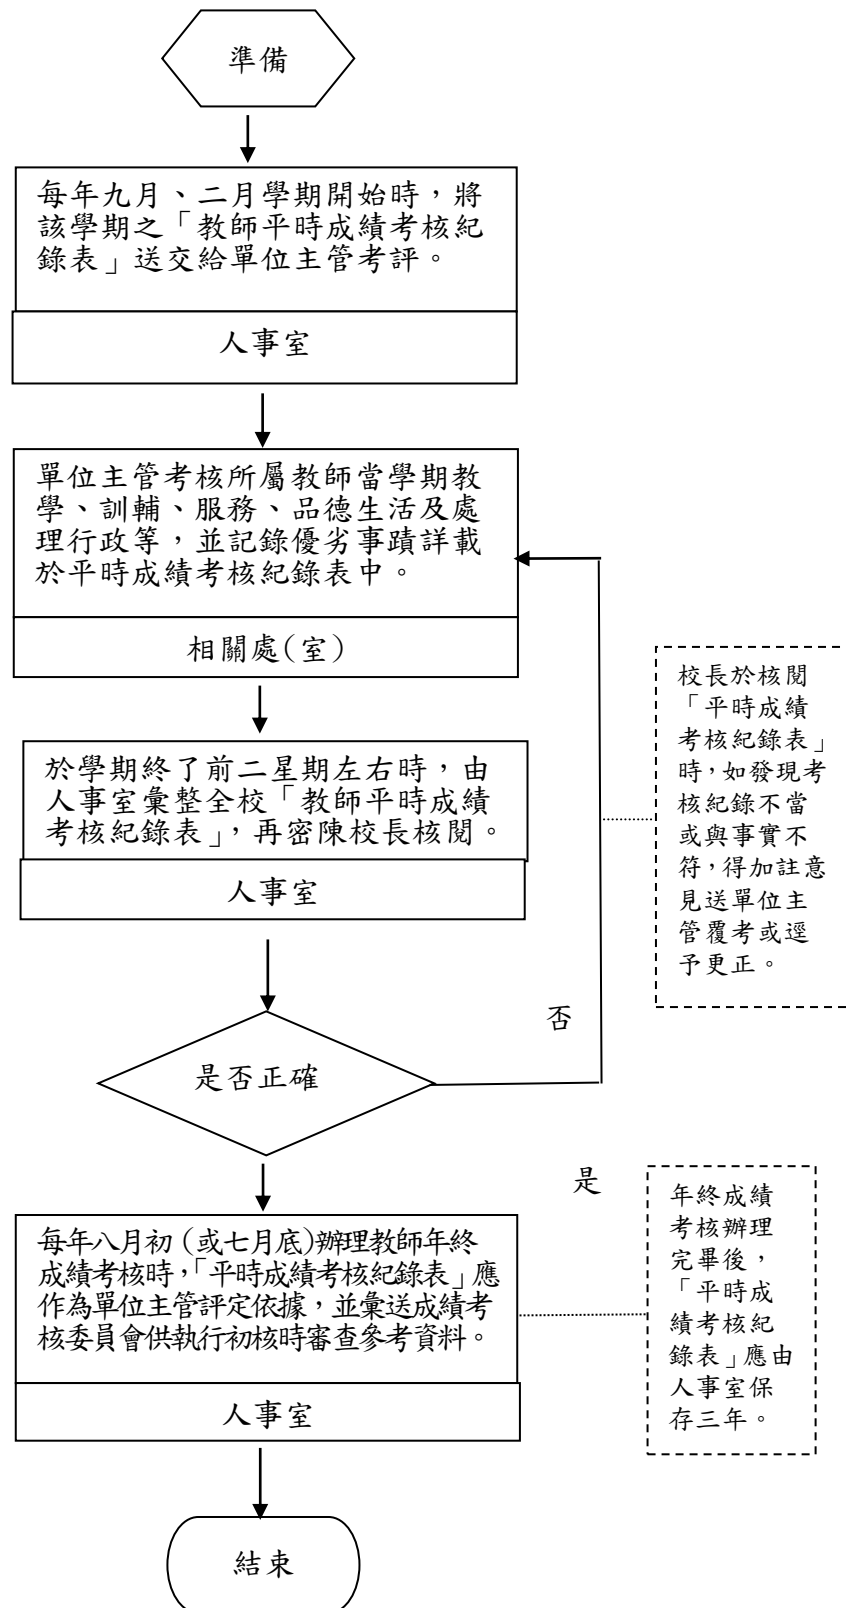 準備
每年九月、二月學期開始時，將
該學期之「教師平時成績考核紀
錄表」送交給單位主管考評。
人事室
單位主管考核所屬教師當學期教
學、訓輔、服務、品德生活及處
理行政等，並記錄優劣事蹟詳載
於平時成績考核紀錄表中。
相關處(室)
校長於核閱
「平時成績
考核紀錄表」
時，如發現考
核紀錄不當
或與事實不
符，得加註意
見送單位主
管覆考或逕
予更正。
於學期終了前二星期左右時，由
人事室彙整全校「教師平時成績
考核紀錄表」，再密陳校長核閱。
人事室
否
是否正確
是
每年八月初(或七月底)辦理教師年終
成績考核時，「平時成績考核紀錄表」應
作為單位主管評定依據，並彙送成績考
核委員會供執行初核時審查參考資料。
人事室
年終成績
考核辦理
完畢後，
「平時成
績考核紀
錄表」應由
人事室保
存三年。
結束